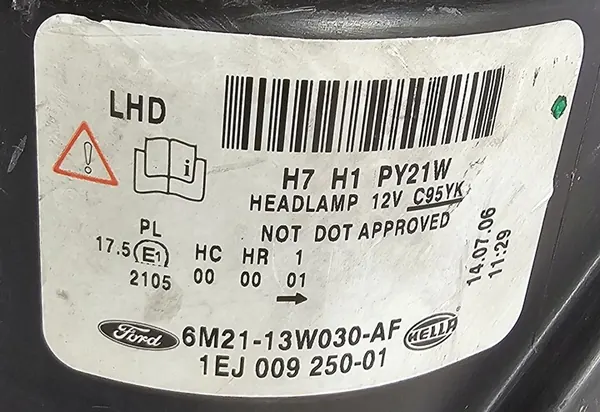 LHD
H7 H1 PY21W
HEADLAMP 12V C95YK
NOT DOT APPROVED
PL
17.5 E1 HC HR 1
2105 00 00 01
14.07.06
11:29
Ford 6M21-13W030-AF HELLA
1EJ 009 250-01